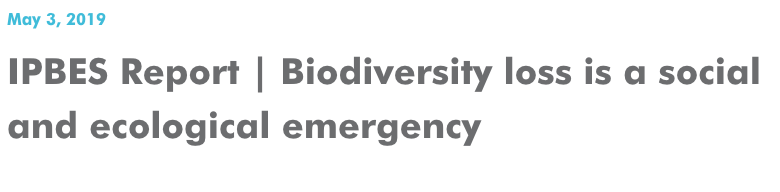 May 3, 2019
IPBES Report | Biodiversity loss is a social
and ecological emergency